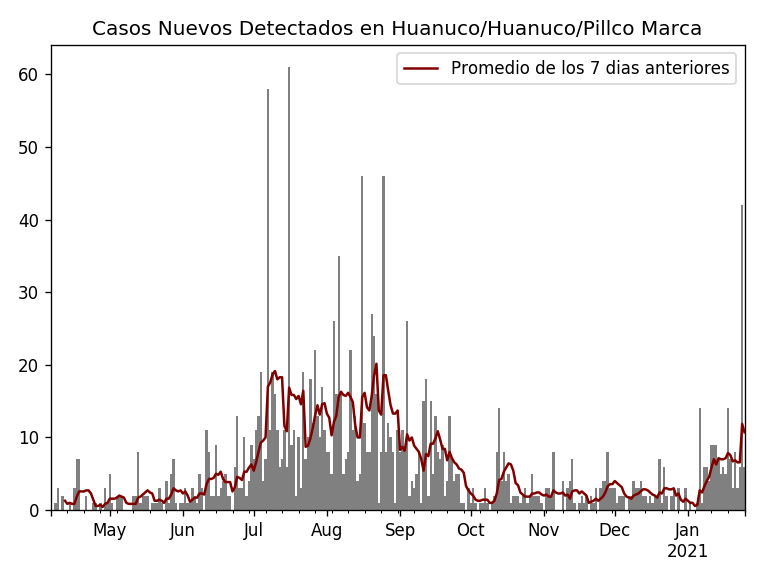 Casos Nuevos Detectados en Huanuco/Huanuco/Pillco Marca
Promedio de los 7 dias anteriores
60
50
40
30
20
10
0
May Jun Jul Aug Sep Oct Nov Dec Jan
2021